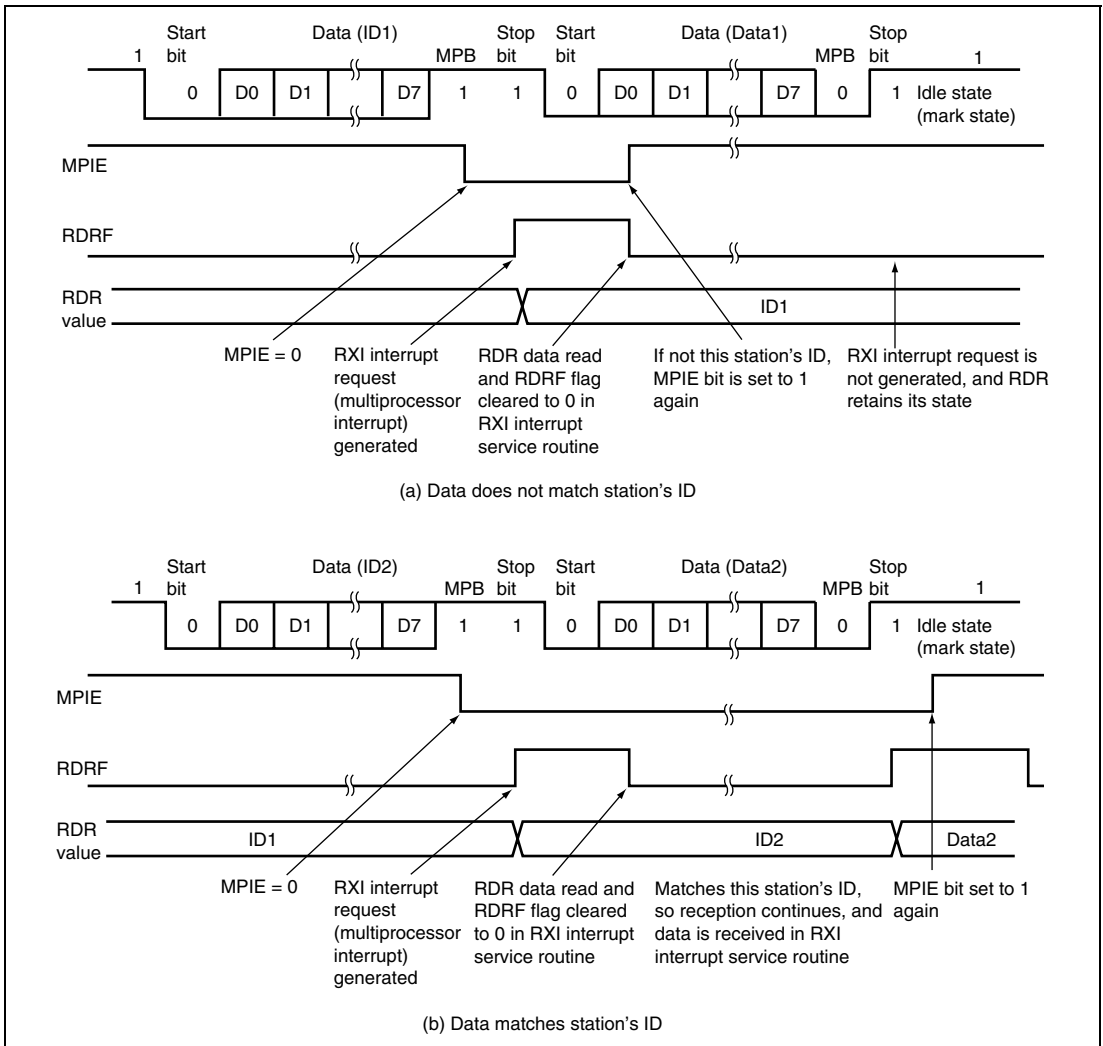 Start Data (ID1) Stop Start Data (Data1) Stop
1 bit MPB bit bit MPB bit 1
0 D0 D1 D7 1 1 0 D0 D1 D7 0 1 Idle state
(mark state)
MPIE
RDRF
RDR
value
ID1
MPIE = 0
RXI interrupt
request
(multiprocessor
interrupt)
generated
RDR data read
and RDRF flag
cleared to 0 in
RXI interrupt
service routine
If not this station's ID,
MPIE bit is set to 1
again
RXI interrupt request is
not generated, and RDR
retains its state
(a) Data does not match station's ID
Start Data (ID2) Stop Start Data (Data2) Stop
1 bit MPB bit bit MPB bit 1
0 D0 D1 D7 1 1 0 D0 D1 D7 0 1 Idle state
(mark state)
MPIE
RDRF
RDR
value
ID1 ID2 Data2
MPIE = 0
RXI interrupt
request
(multiprocessor
interrupt)
generated
RDR data read and
RDRF flag cleared
to 0 in RXI interrupt
service routine
Matches this station's ID,
so reception continues, and
data is received in RXI
interrupt service routine
MPIE bit set to 1
again
(b) Data matches station's ID